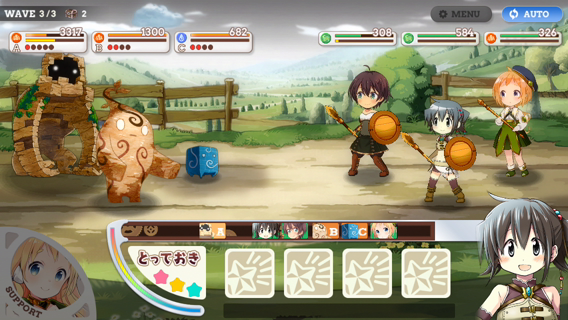 WAVE 3/3 2
MENU
AUTO
A 3317
B 1300
C 682
308
584
326
A
B
C
とっておき
SUPPORT